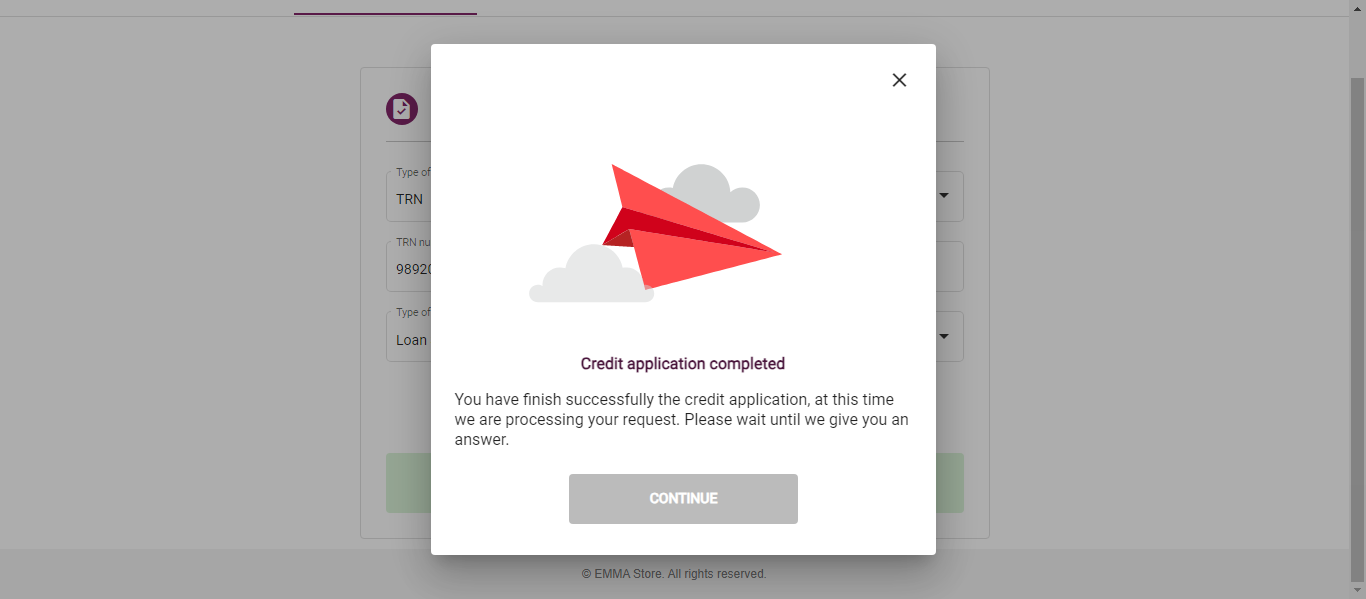 Credit application completed
You have finish successfully the credit application, at this time
we are processing your request. Please wait until we give you an
answer.
CONTINUE
Type of
TRN
TRN nu
98920
Type of
Loan
© EMMA Store. All rights reserved.